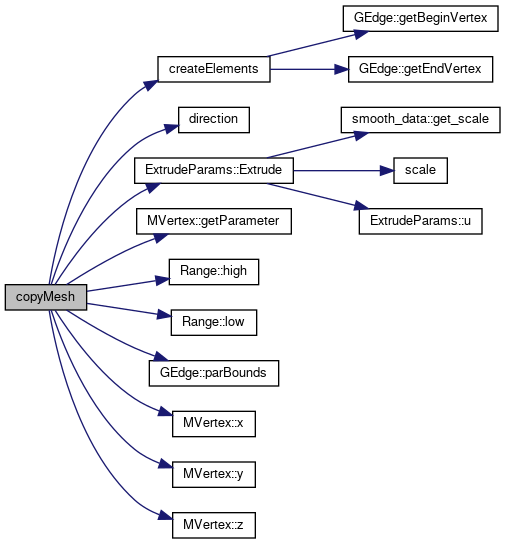 GEdge::getBeginVertex
createElements
GEdge::getEndVertex
direction
smooth_data::get_scale
ExtrudeParams::Extrude
scale
MVertex::getParameter
ExtrudeParams::u
Range::high
copyMesh
Range::low
GEdge::parBounds
MVertex::x
MVertex::y
MVertex::z